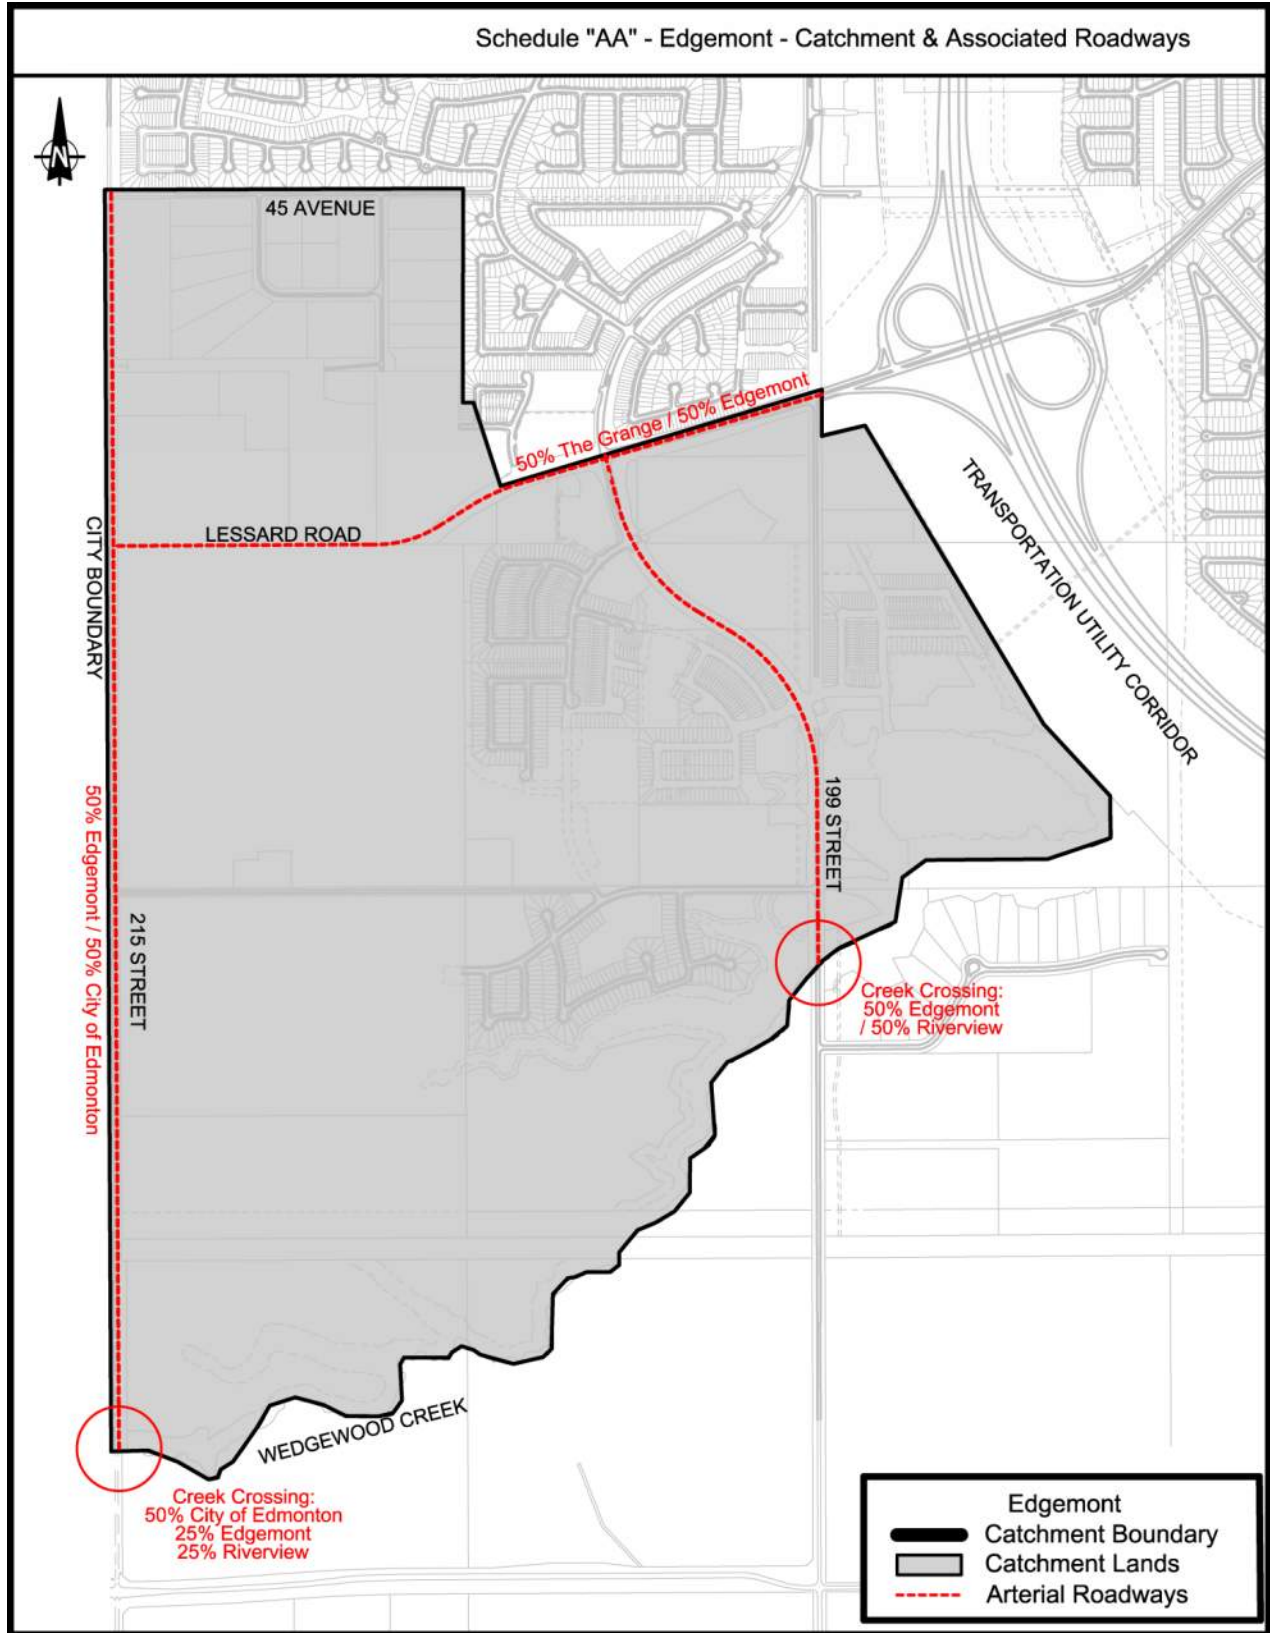 Schedule "AA" - Edgemont - Catchment & Associated Roadways
N
45 AVENUE
50% The Grange / 50% Edgemont
LESSARD ROAD
CITY BOUNDARY
TRANSPORTATION UTILITY CORRIDOR
199 STREET
50% Edgemont / 50% City of Edmonton
215 STREET
Creek Crossing:
50% Edgemont
/ 50% Riverview
WEDGEWOOD CREEK
Creek Crossing:
50% City of Edmonton
25% Edgemont
25% Riverview
Edgemont
Catchment Boundary
Catchment Lands
Arterial Roadways